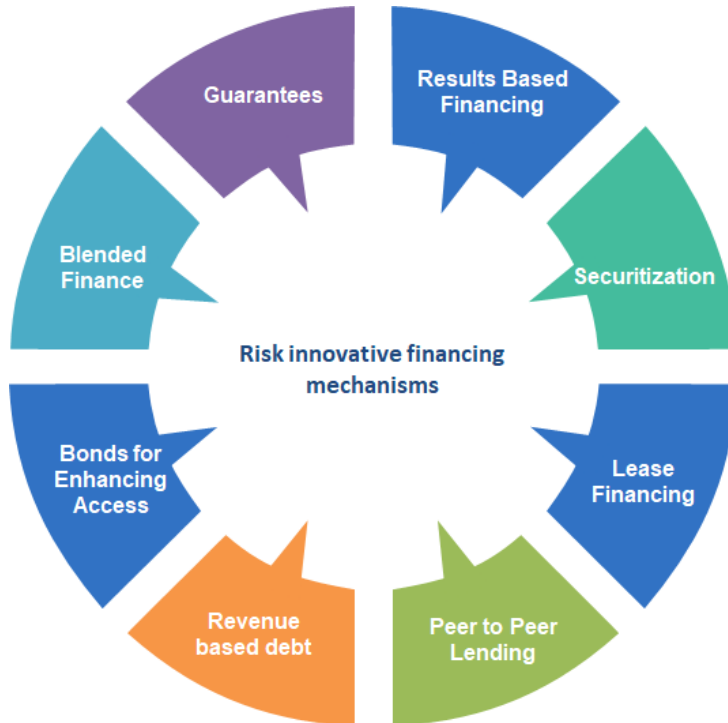 Guarantees
Results Based
Financing
Blended
Finance
Securitization
Risk innovative financing
mechanisms
Bonds for
Enhancing
Access
Lease
Financing
Revenue
based debt
Peer to Peer
Lending